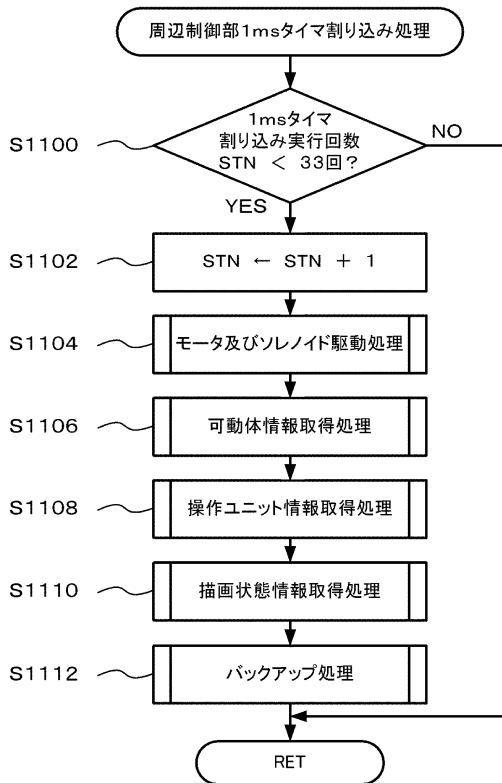 周辺制御部1msタイマ割り込み処理
S1100
1msタイマ
割り込み実行回数
STN < 33回?
NO
YES
S1102
STN ← STN + 1
S1104
モータ及びソレノイド駆動処理
S1106
可動体情報取得処理
S1108
操作ユニット情報取得処理
S1110
描画状態情報取得処理
S1112
バックアップ処理
RET